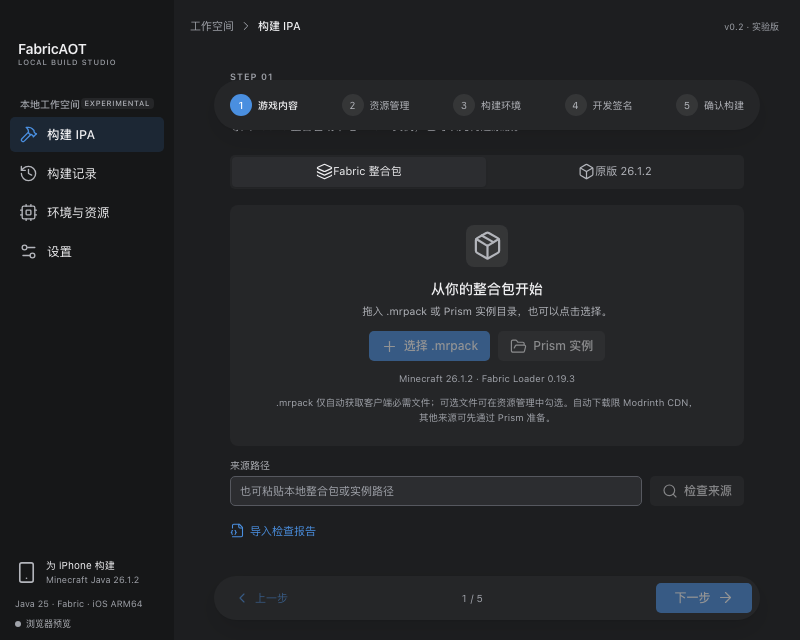 FabricAOT
LOCAL BUILD STUDIO
本地工作空间 EXPERIMENTAL
构建 IPA
构建记录
环境与资源
设置
为 iPhone 构建
Minecraft Java 26.1.2
Java 25 · Fabric · iOS ARM64
浏览器预览
工作空间 > 构建 IPA
v0.2 · 实验版
STEP 01
1 游戏内容
2 资源管理
3 构建环境
4 开发签名
5 确认构建
Fabric 整合包
原版 26.1.2
从你的整合包开始
拖入 .mrpack 或 Prism 实例目录，也可以点击选择。
选择 .mrpack
Prism 实例
Minecraft 26.1.2 · Fabric Loader 0.19.3
.mrpack 仅自动获取客户端必需文件；可选文件可在资源管理中勾选。自动下载限 Modrinth CDN，
其他来源可先通过 Prism 准备。
来源路径
也可粘贴本地整合包或实例路径
检查来源
导入检查报告
上一步
1 / 5
下一步